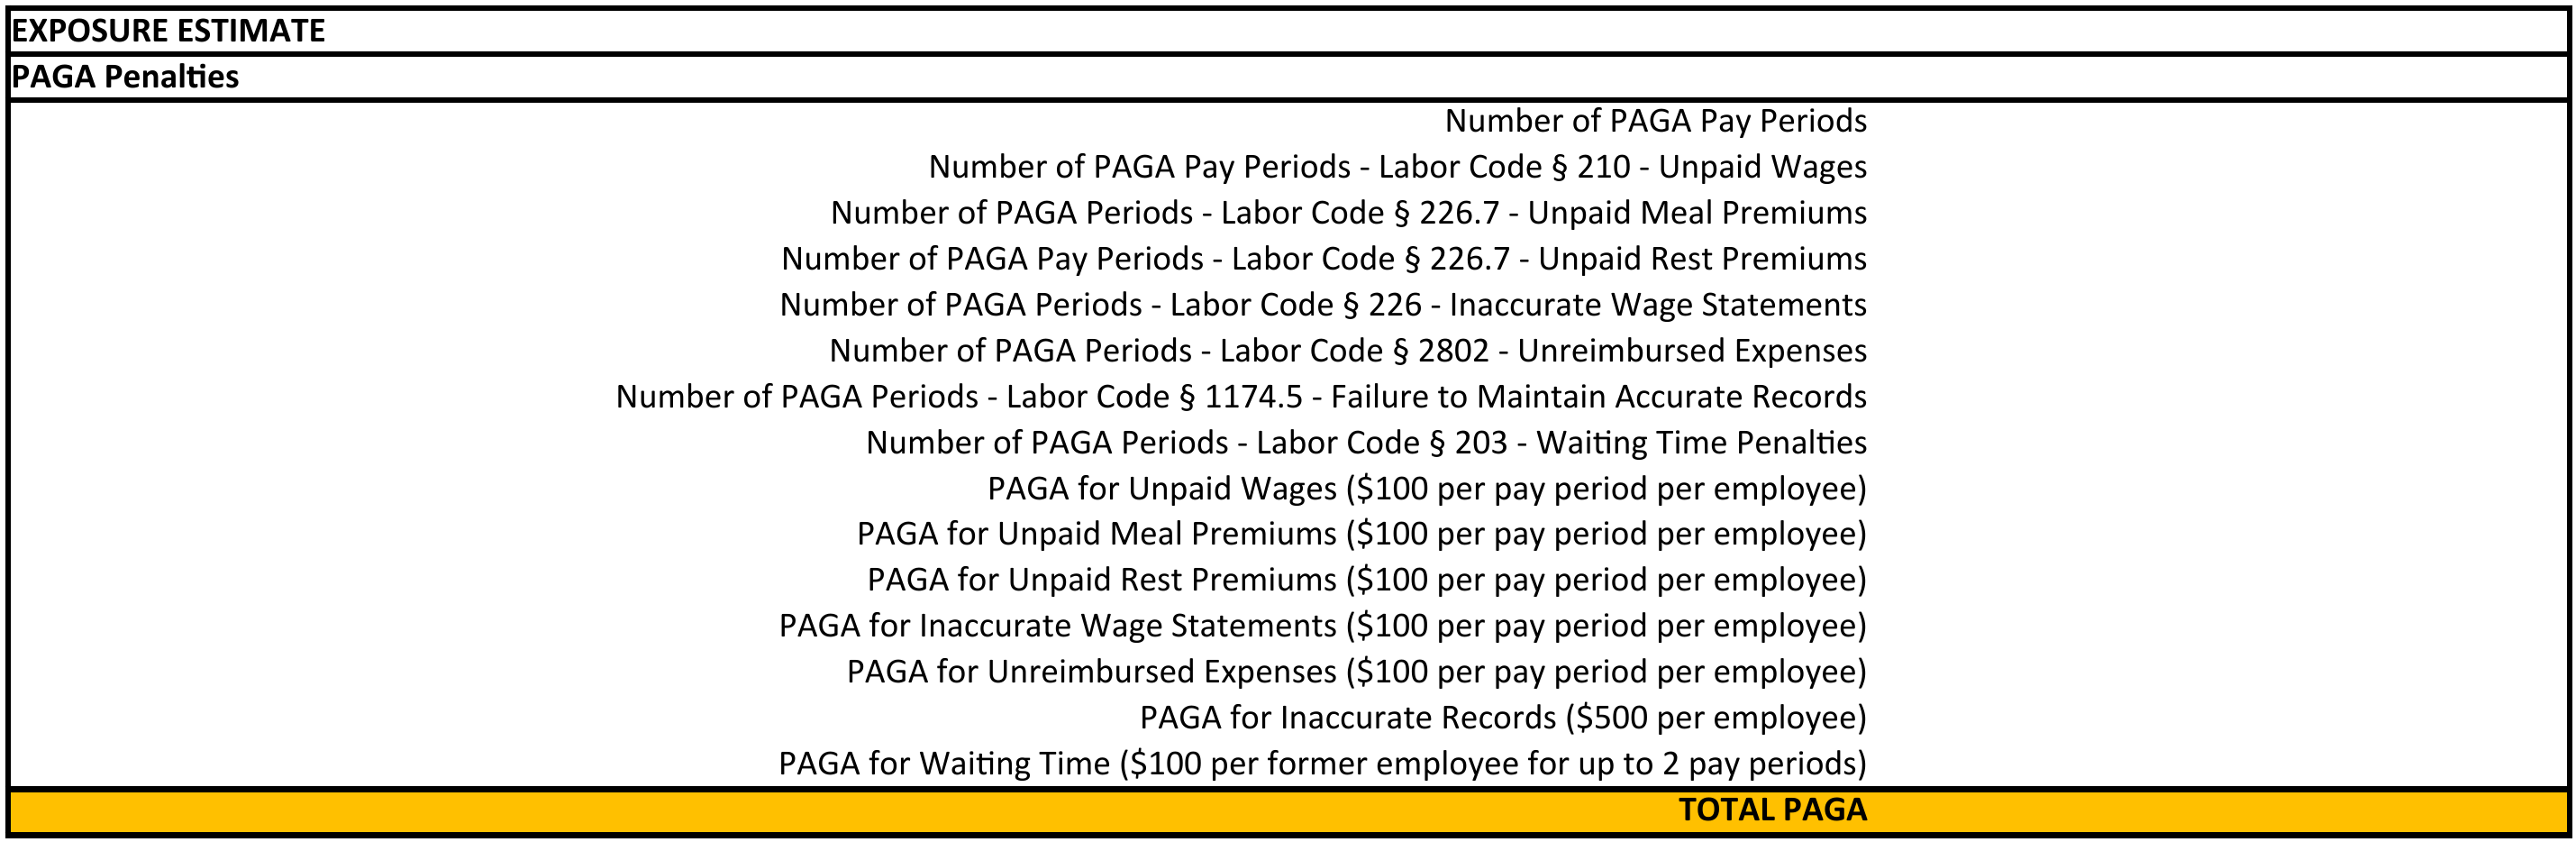 EXPOSURE ESTIMATE
PAGA Penalties
Number of PAGA Pay Periods
Number of PAGA Pay Periods - Labor Code § 210 - Unpaid Wages
Number of PAGA Periods - Labor Code § 226.7 - Unpaid Meal Premiums
Number of PAGA Pay Periods - Labor Code § 226.7 - Unpaid Rest Premiums
Number of PAGA Periods - Labor Code § 226 - Inaccurate Wage Statements
Number of PAGA Periods - Labor Code § 2802 - Unreimbursed Expenses
Number of PAGA Periods - Labor Code § 1174.5 - Failure to Maintain Accurate Records
Number of PAGA Periods - Labor Code § 203 - Waiting Time Penalties
PAGA for Unpaid Wages ($100 per pay period per employee)
PAGA for Unpaid Meal Premiums ($100 per pay period per employee)
PAGA for Unpaid Rest Premiums ($100 per pay period per employee)
PAGA for Inaccurate Wage Statements ($100 per pay period per employee)
PAGA for Unreimbursed Expenses ($100 per pay period per employee)
PAGA for Inaccurate Records ($500 per employee)
PAGA for Waiting Time ($100 per former employee for up to 2 pay periods)
TOTAL PAGA